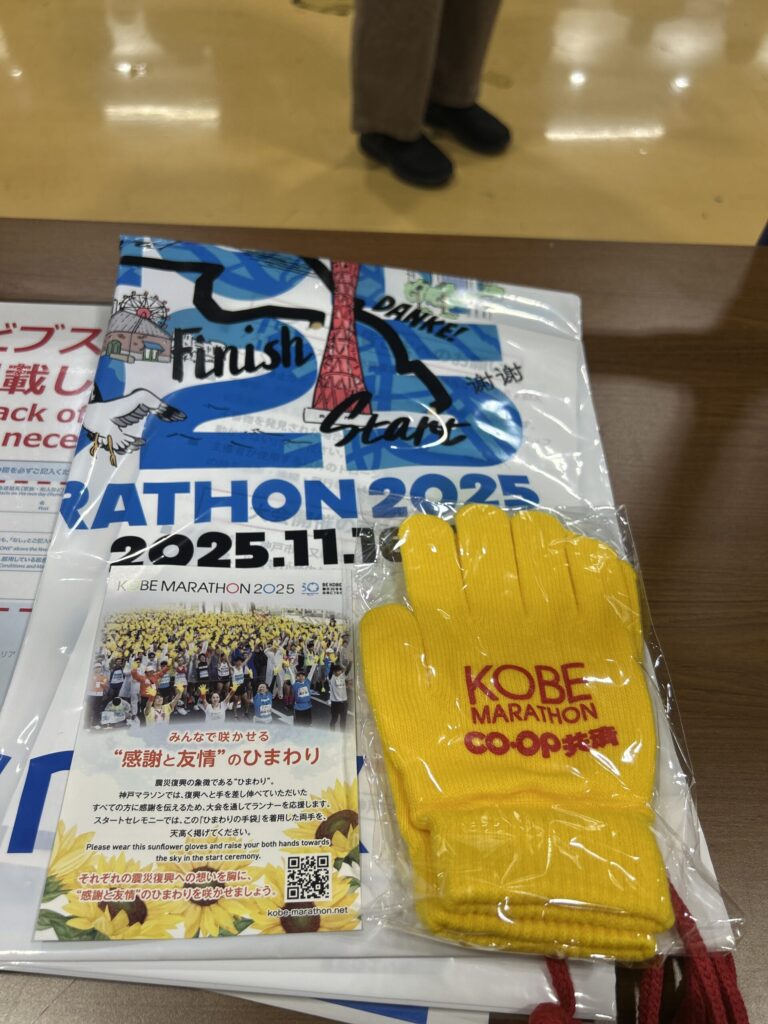 Finish
DANKE!
谢谢
Start
RATHON 2025
2025.11.1
ビブス
載し
ack of
nece
KOBE MARATHON 2025
みんなで咲かせる
“感謝と友情”のひまわり
震災復興の象徴である“ひまわり”。
神戸マラソンでは、復興へと手を差し伸べていただいた
すべての方に感謝を伝えるため、大会を通してランナーを応援します。
スタートセレモニーでは、この「ひまわりの手袋」を着用した両手を、
天高く掲げてください。
Please wear this sunflower gloves and raise your both hands towards
the sky in the start ceremony.
それぞれの震災復興への想いを胸に、
“感謝と友情”のひまわりを咲かせましょう。
kobe-marathon.net
KOBE
MARATHON
CO·OP共済